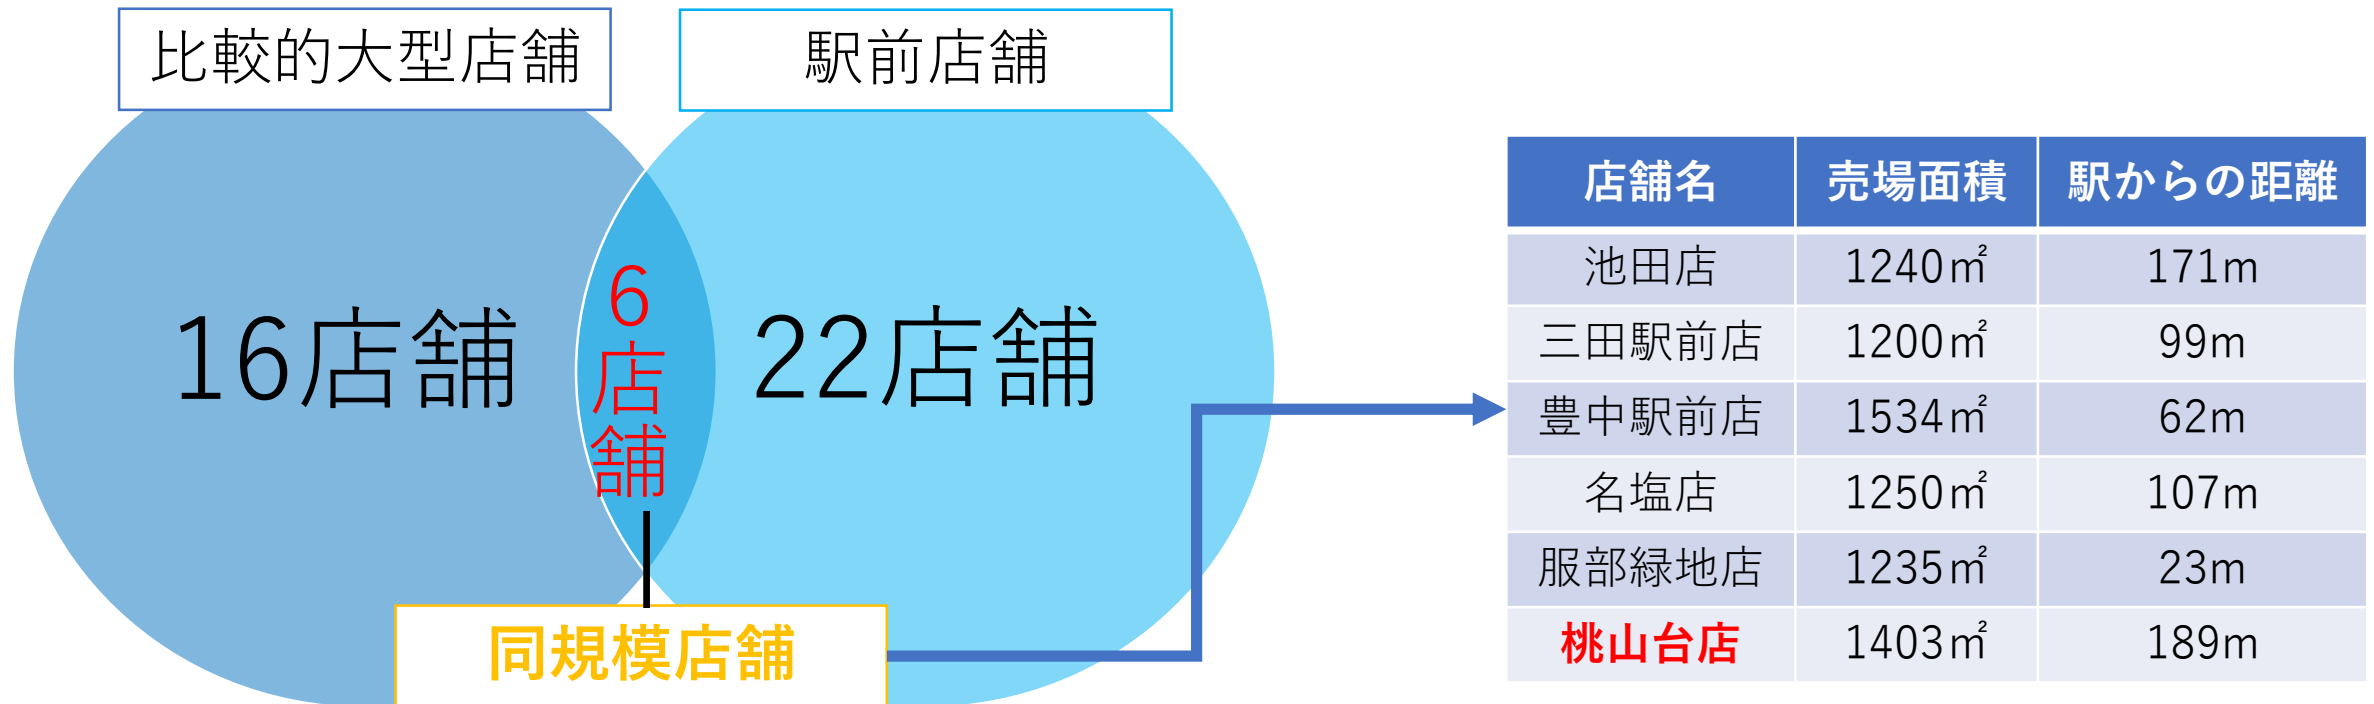 比較的大型店舗
駅前店舗
16店舗
6店舗
22店舗
同規模店舗
店舗名 売場面積 駅からの距離
池田店 1240㎡ 171m
三田駅前店 1200㎡ 99m
豊中駅前店 1534㎡ 62m
名塩店 1250㎡ 107m
服部緑地店 1235㎡ 23m
桃山台店 1403㎡ 189m